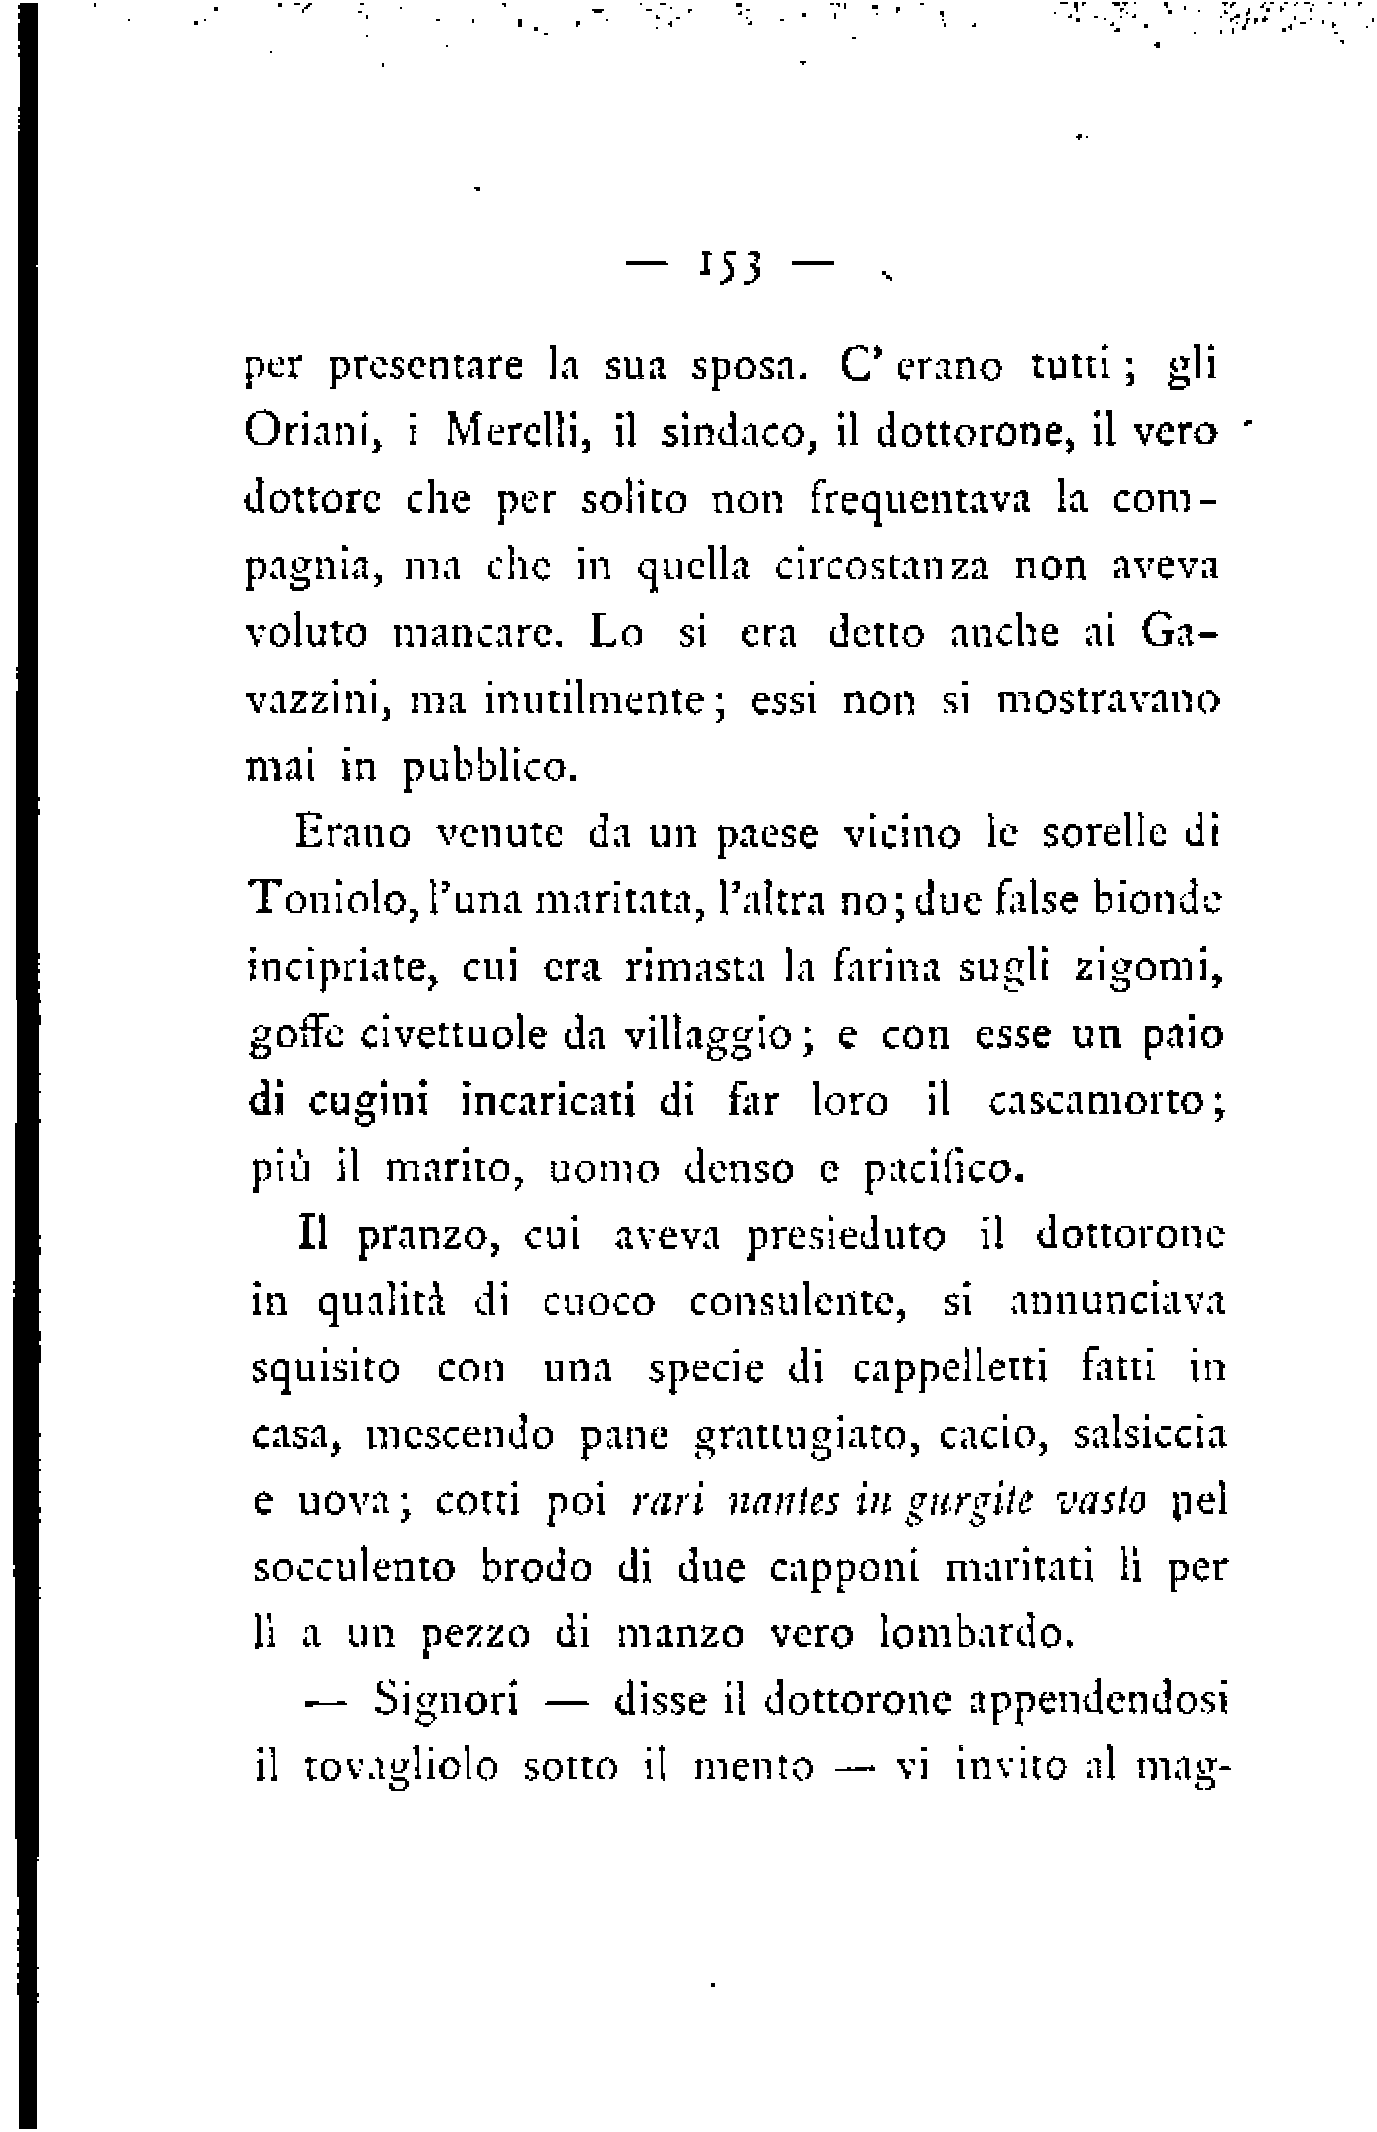 — 153 —
per presentare la sua sposa. C' erano tutti ; gli
Oriani, i Merelli, il sindaco, il dottorone, il vero
dottore che per solito non frequentava la com-
pagnia, ma che in quella circostanza non aveva
voluto mancare. Lo si era detto anche ai Ga-
vazzini, ma inutilmente ; essi non si mostravano
mai in pubblico.
Erano venute da un paese vicino le sorelle di
Toniolo, l'una maritata, l'altra no ; due false bionde
incipriate, cui era rimasta la farina sugli zigomi,
goffe civettuole da villaggio ; e con esse un paio
di cugini incaricati di far loro il cascamorto ;
più il marito, uomo denso e pacifico.
Il pranzo, cui aveva presieduto il dottorone
in qualità di cuoco consulente, si annunciava
squisito con una specie di cappelletti fatti in
casa, mescendo pane grattugiato, cacio, salsiccia
e uova ; cotti poi rari nantes in gurgite vasto nel
socculento brodo di due capponi maritati lì per
lì a un pezzo di manzo vero lombardo.
— Signori — disse il dottorone appendendosi
il tovagliolo sotto il mento — vi invito al mag-